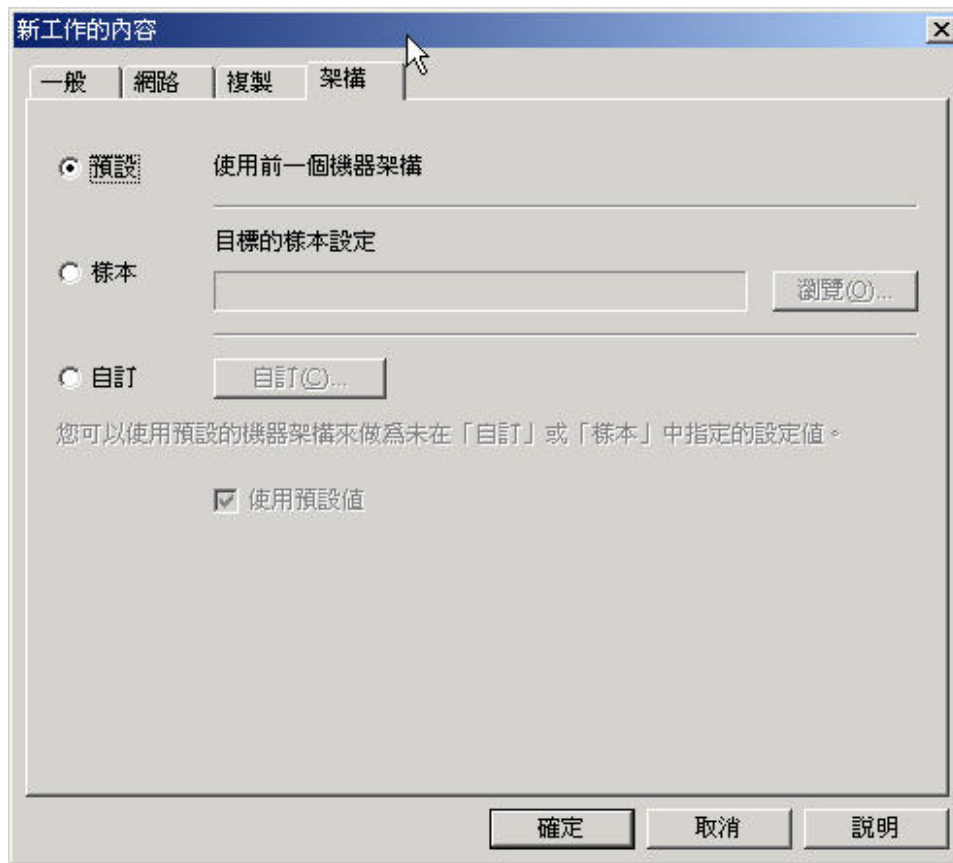 新工作的內容
一般 網路 複製 架構
預設 使用前一個機器架構
目標的樣本設定
樣本 瀏覽(O)...
自訂 自訂(C)...
您可以使用預設的機器架構來做爲未在「自訂」或「樣本」中指定的設定值。
使用預設值
確定 取消 說明